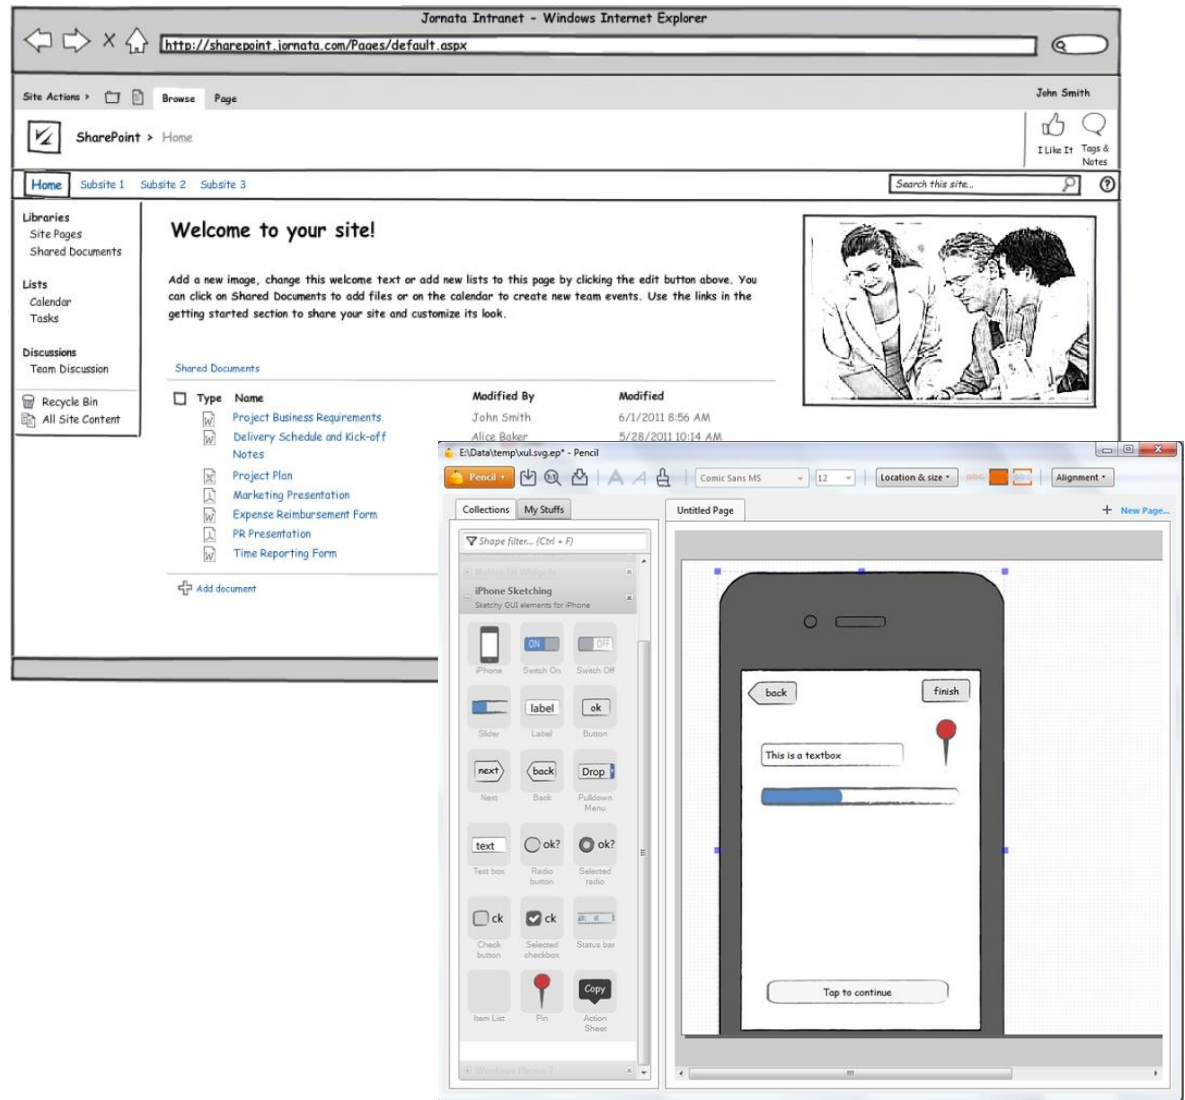 Jornata Intranet - Windows Internet Explorer
http://sharepoint.jornata.com/Pages/default.aspx
Site Actions > Browse Page John Smith
SharePoint > Home
I Like It Tags &
Notes
Home Subsite 1 Subsite 2 Subsite 3 Search this site...
Libraries
Site Pages
Shared Documents
Lists
Calendar
Tasks
Discussions
Team Discussion
Recycle Bin
All Site Content
Welcome to your site!
Add a new image, change this welcome text or add new lists to this page by clicking the edit button above. You
can click on Shared Documents to add files or on the calendar to create new team events. Use the links in the
getting started section to share your site and customize its look.
Shared Documents
Type Name Modified By Modified
Project Business Requirements John Smith 6/1/2011 8:56 AM
Delivery Schedule and Kick-off Alice Baker 5/28/2011 10:14 AM
Notes
Project Plan
Marketing Presentation
Expense Reimbursement Form
PR Presentation
Time Reporting Form
Add document
E:\Data\temp\xul.svg.ep* - Pencil
Pencil 1:1 A A Comic Sans MS 12 Location & size abc abc Alignment
Collections My Stuffs
Shape filter... (Ctrl + F)
Native UI Widgets
iPhone Sketching
Sketchy GUI elements for iPhone
ON OFF
iPhone Switch On Switch Off
label ok
Slider Label Button
next back Drop
Next Back Pulldown
Menu
text ok? ok?
Text box Radio Selected
button radio
ck ck
Check Selected Status bar
button checkbox
Copy
Item List Pin Action
Sheet
Windows Phone 7
Untitled Page + New Page...
back finish
This is a textbox
Tap to continue